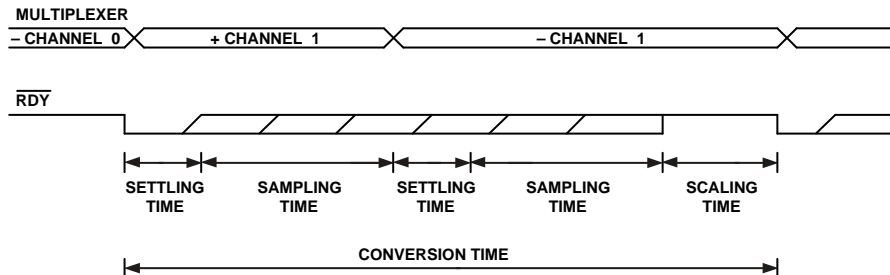 MULTIPLEXER
– CHANNEL 0 + CHANNEL 1 – CHANNEL 1
RDY
SETTLING TIME
SAMPLING TIME
SETTLING TIME
SAMPLING TIME
SCALING TIME
CONVERSION TIME